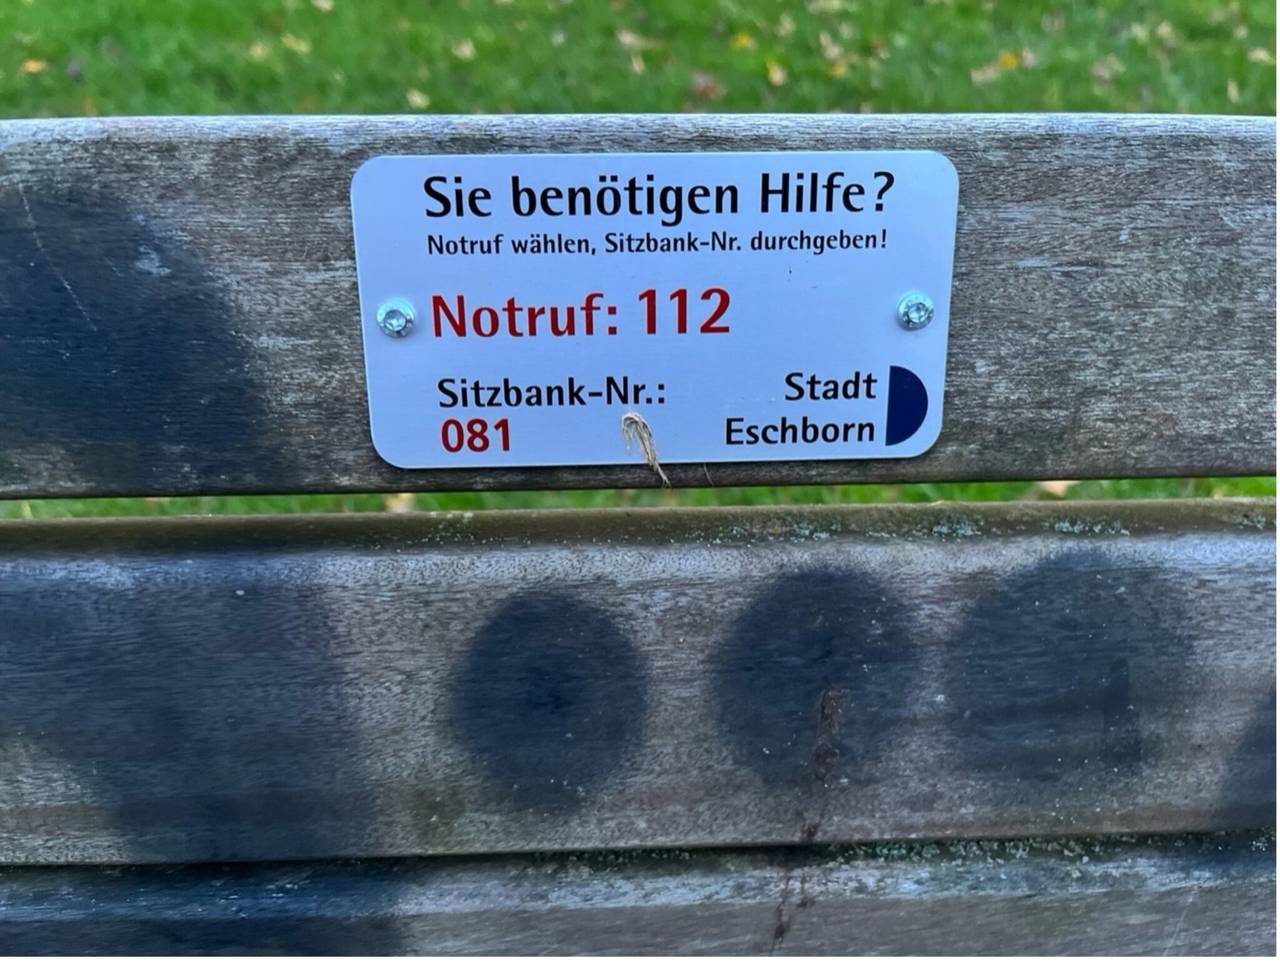 Sie benötigen Hilfe?
Notruf wählen, Sitzbank-Nr. durchgeben!
Notruf: 112
Sitzbank-Nr.:
081
Stadt
Eschborn